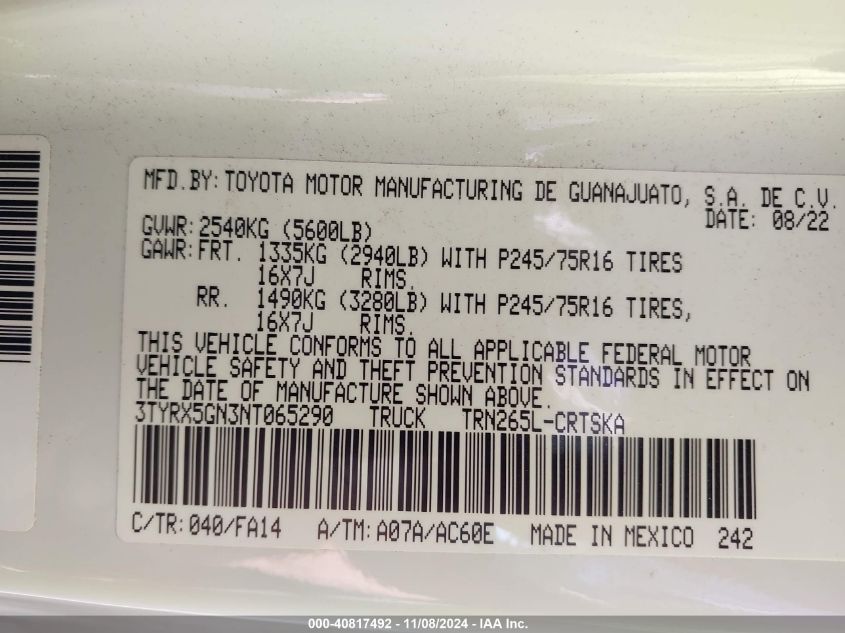 MFD.BY:TOYOTA MOTOR MANUFACTURING DE GUANAJUATO, S.A. DE C.V.
DATE: 08/22
GVWR:2540KG (5600LB)
GAWR:FRT. 1335KG (2940LB) WITH P245/75R16 TIRES
16X7J RIMS.
RR. 1490KG (3280LB) WITH P245/75R16 TIRES,
16X7J RIMS.
THIS VEHICLE CONFORMS TO ALL APPLICABLE FEDERAL MOTOR
VEHICLE SAFETY AND THEFT PREVENTION STANDARDS IN EFFECT ON
THE DATE OF MANUFACTURE SHOWN ABOVE.
3TYRX5GN3NT065290 TRUCK TRN265L-CRTSKA
C/TR:040/FA14 A/TM:A07A/AC60E MADE IN MEXICO 242
000-40817492 - 11/08/2024 - IAA Inc.